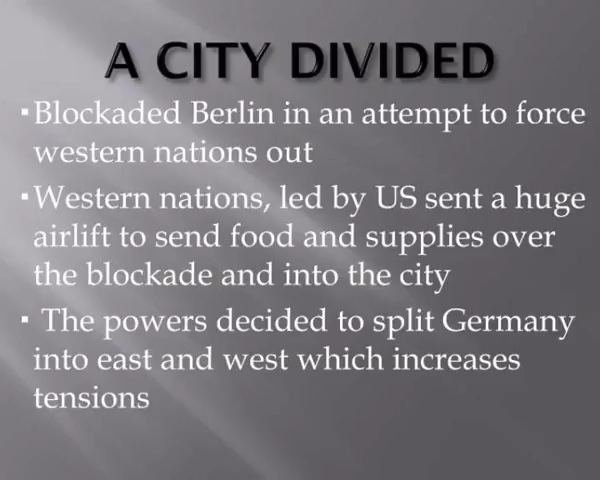 A CITY DIVIDED
▪Blockaded Berlin in an attempt to force
western nations out
▪Western nations, led by US sent a huge
airlift to send food and supplies over
the blockade and into the city
▪ The powers decided to split Germany
into east and west which increases
tensions